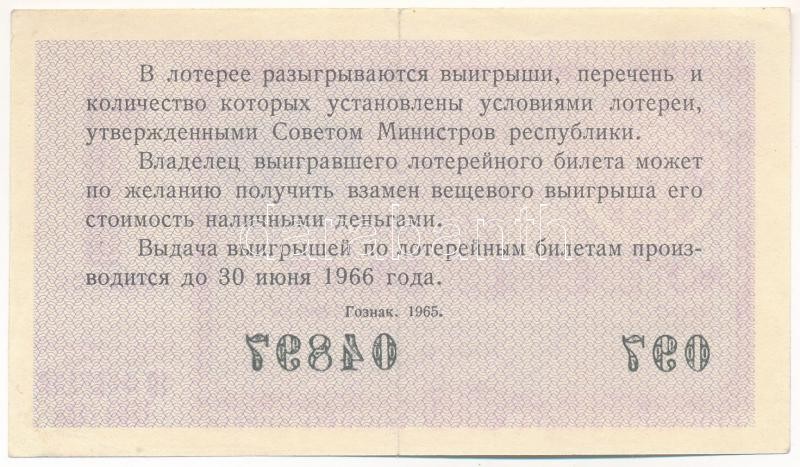 В лотерее разыгрываются выигрыши, перечень и
количество которых установлены условиями лотереи,
утвержденными Советом Министров республики.
Владелец выигравшего лотерейного билета может
по желанию получить взамен вещевого выигрыша его
стоимость наличными деньгами.
darabanth
Выдача выигрышей по лотерейным билетам произ-
водится до 30 июня 1966 года.
Гознак. 1965.